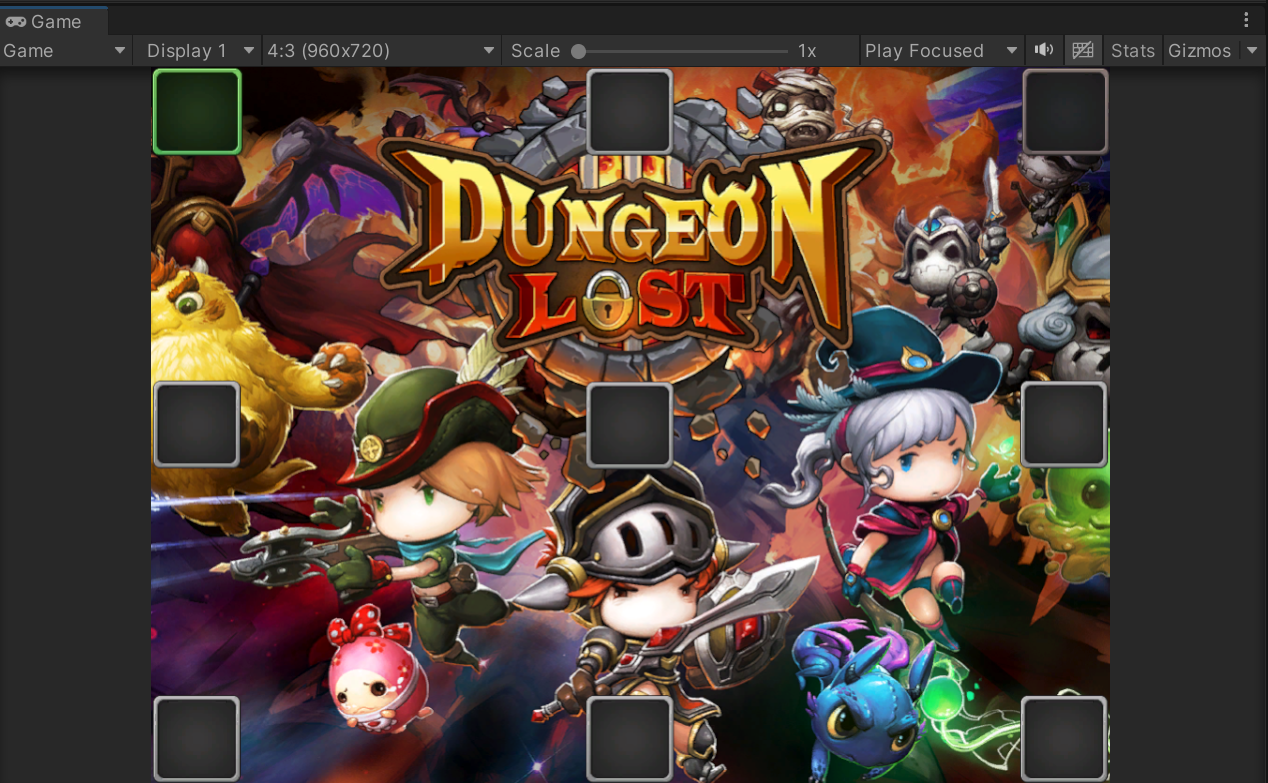 Game
Game Display 1 4:3 (960x720) Scale 1x Play Focused Stats Gizmos
DUNGEON
LOST